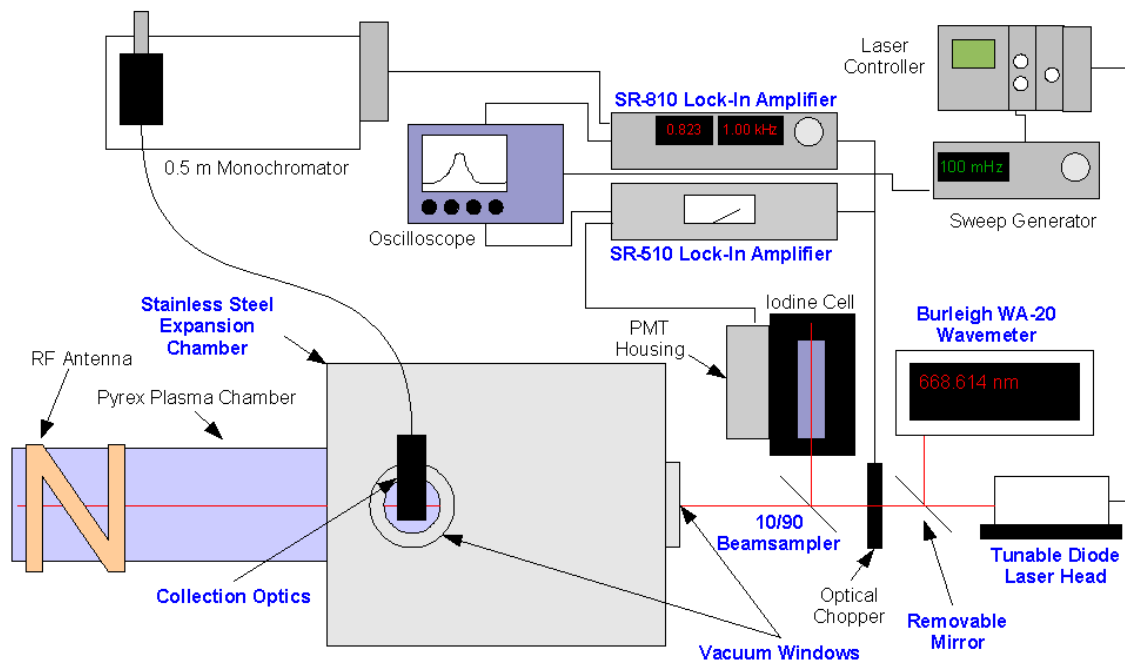 Laser
Controller
SR-810 Lock-In Amplifier
0.823
1.00 kHz
0.5 m Monochromator
100 mHz
Sweep Generator
Oscilloscope
SR-510 Lock-In Amplifier
Stainless Steel
Expansion
Chamber
Iodine Cell
PMT
Housing
Burleigh WA-20
Wavemeter
668.614 nm
RF Antenna
Pyrex Plasma Chamber
10/90
Beamsampler
Tunable Diode
Laser Head
Collection Optics
Optical
Chopper
Removable
Mirror
Vacuum Windows